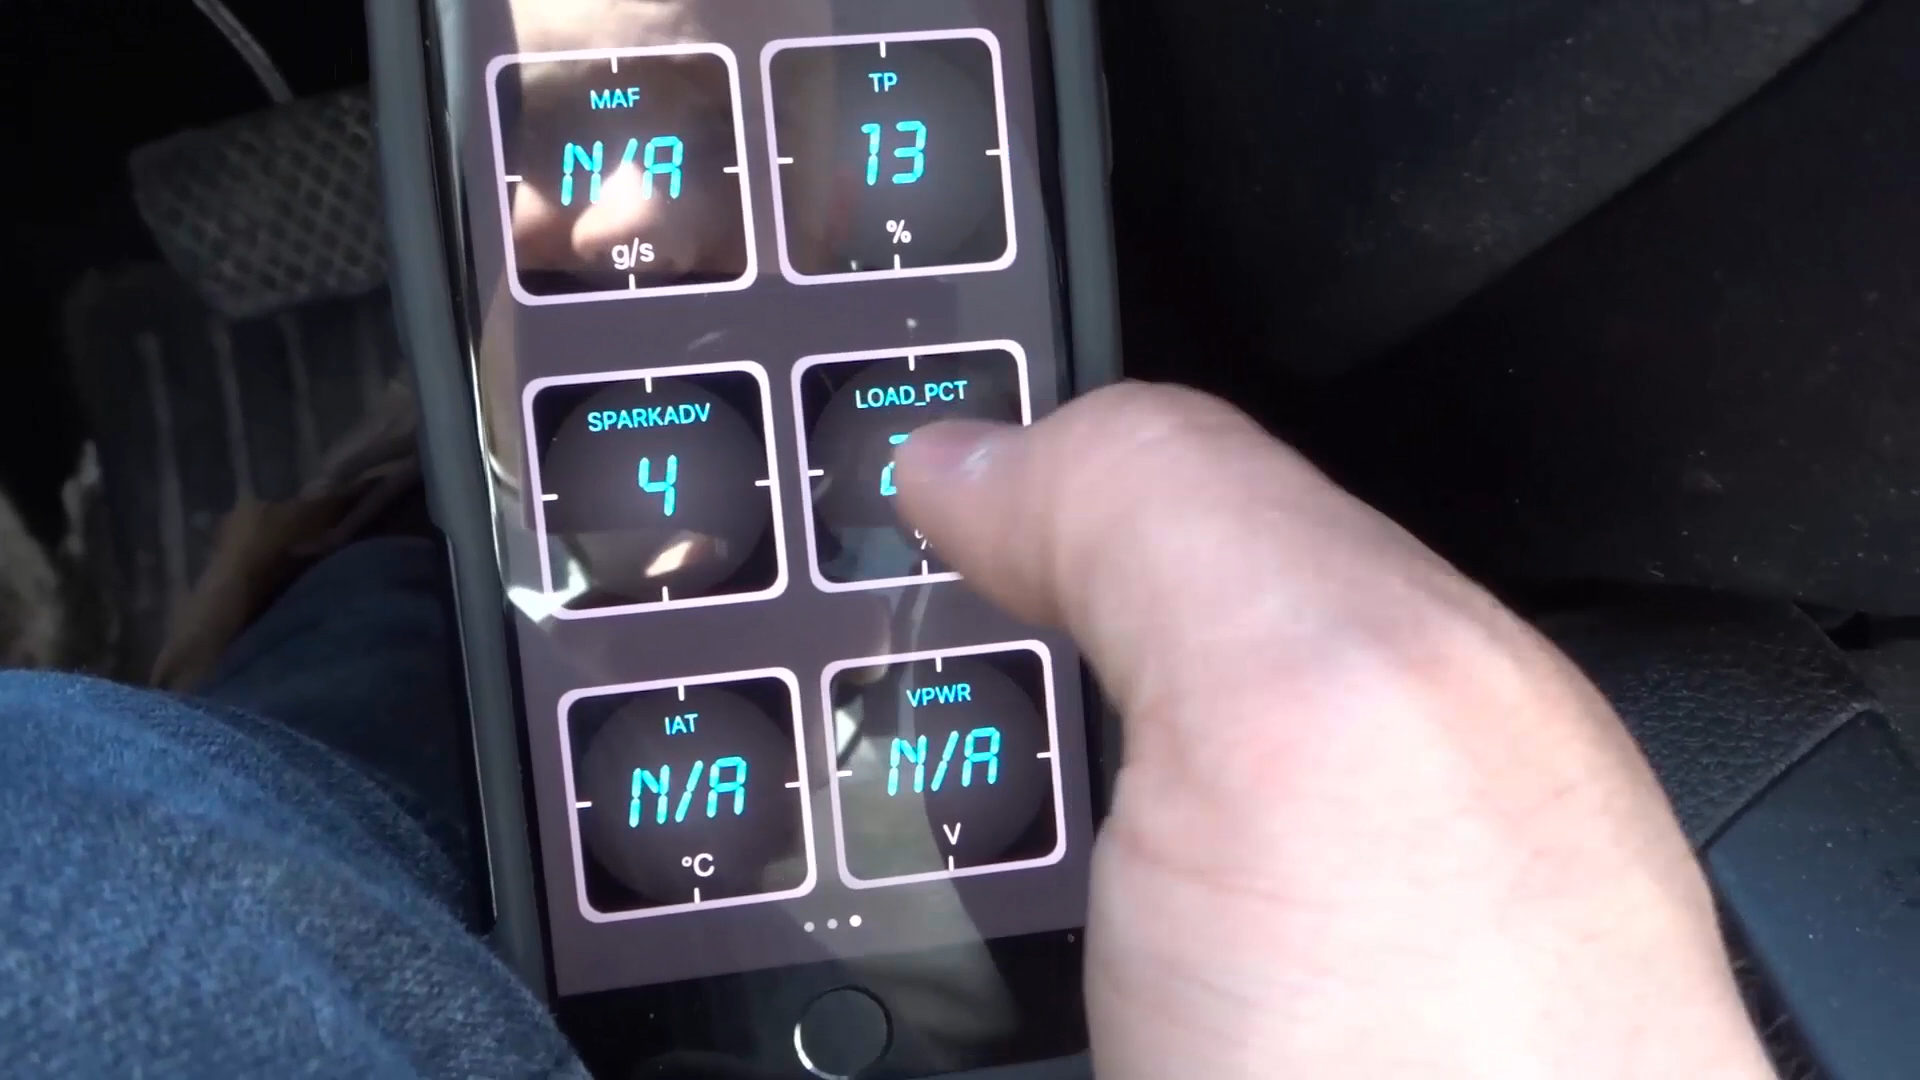 MAF
N/A
g/s
TP
13
%
SPARKADV
4
LOAD_PCT
IAT
N/A
°C
VPWR
N/A
V